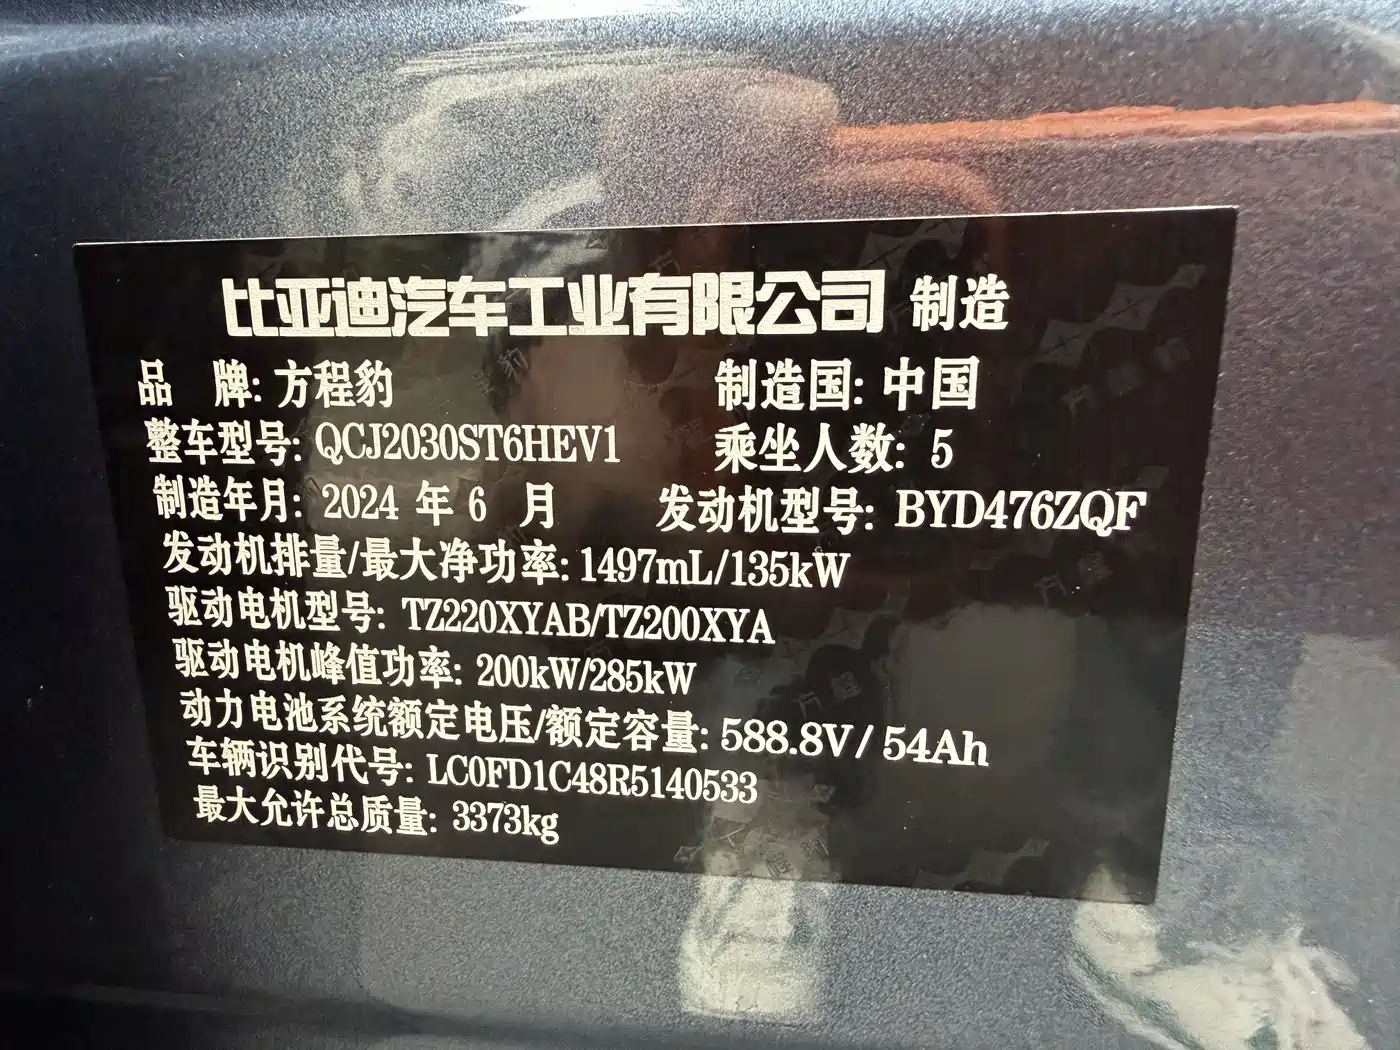 比亚迪汽车工业有限公司 制造
品 牌: 方程豹 制造国: 中国
整车型号: QCJ2030ST6HEV1 乘坐人数: 5
制造年月: 2024 年 6 月 发动机型号: BYD476ZQF
发动机排量/最大净功率: 1497mL/135kW
驱动电机型号: TZ220XYAB/TZ200XYA
驱动电机峰值功率: 200kW/285kW
动力电池系统额定电压/额定容量: 588.8V/ 54Ah
车辆识别代号: LC0FD1C48R5140533
最大允许总质量: 3373kg